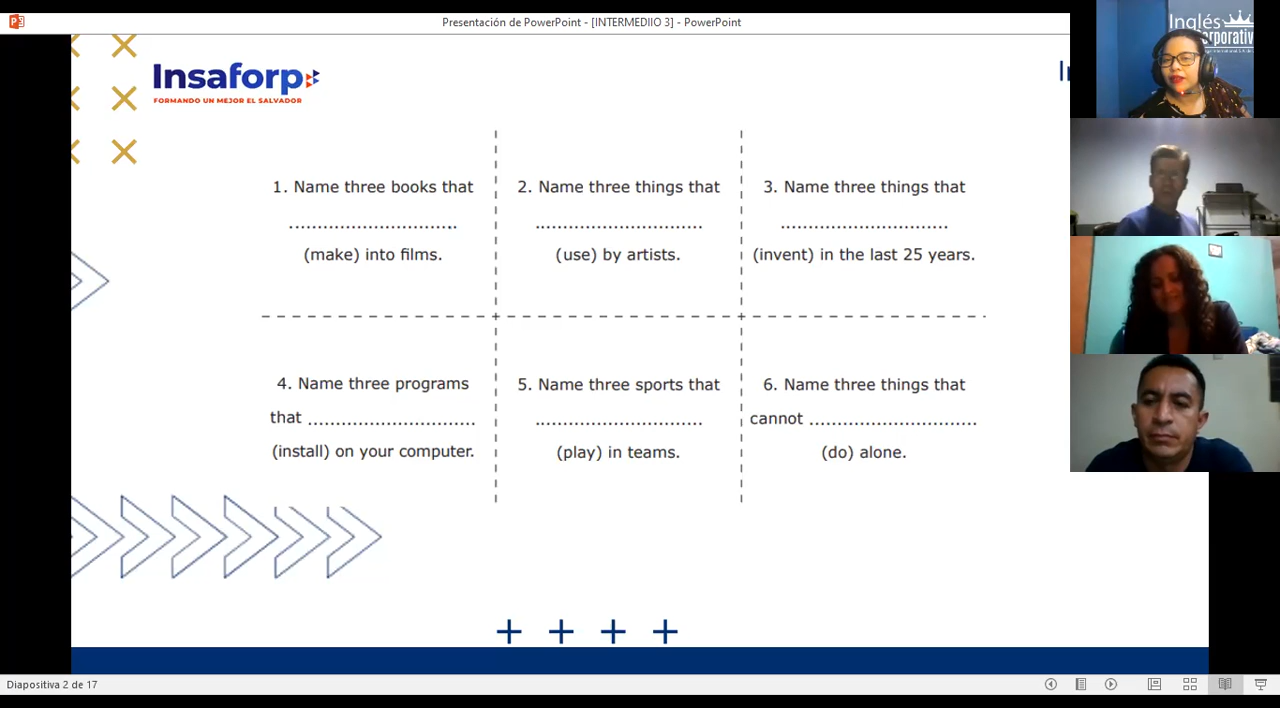 Presentación de PowerPoint - [INTERMEDIIO 3] - PowerPoint
Inglés
Insaforp
FORMANDO UN MEJOR EL SALVADOR
1. Name three books that
..............................
(make) into films.
2. Name three things that
..............................
(use) by artists.
3. Name three things that
..............................
(invent) in the last 25 years.
4. Name three programs
that ..............................
(install) on your computer.
5. Name three sports that
..............................
(play) in teams.
6. Name three things that
cannot ..............................
(do) alone.
Diapositiva 2 de 17